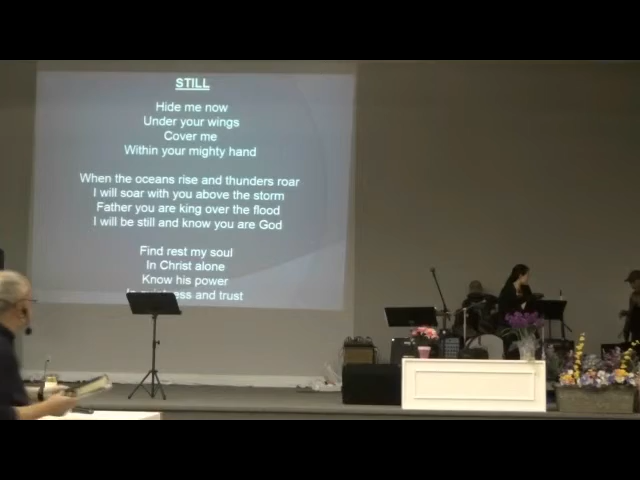 STILL
Hide me now
Under your wings
Cover me
Within your mighty hand
When the oceans rise and thunders roar
I will soar with you above the storm
Father you are king over the flood
I will be still and know you are God
Find rest my soul
In Christ alone
Know his power
In quietness and trust